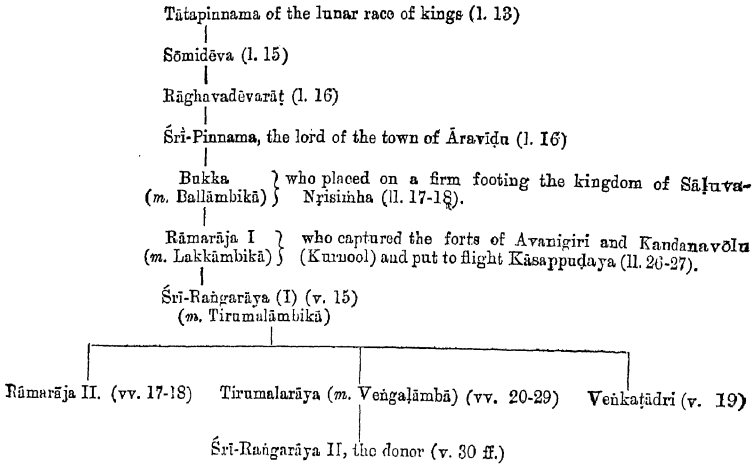 Tātapinnama of the lunar race of kings (l. 13)
Sōmidēva (l. 15)
Rāghavadēvarāṭ (l. 16)
Śrī-Pinnama, the lord of the town of Āravīḍu (l. 16)
Bukka } who placed on a firm footing the kingdom of Sāḷuva-
(m. Ballāmbikā) } Nṛisiṁha (ll. 17-18).
Rāmarāja I } who captured the forts of Avanigiri and Kandanavōlu
(m. Lakkāmbikā) } (Kurnool) and put to flight Kāsappuḍaya (ll. 26-27).
Śrī-Raṅgarāya (I) (v. 15)
(m. Tirumalāmbikā)
Rāmarāja II. (vv. 17-18) Tirumalarāya (m. Veṅgaḷāmbā) (vv. 20-29) Veṅkaṭādri (v. 19)
Śrī-Raṅgarāya II, the donor (v. 30 ff.)